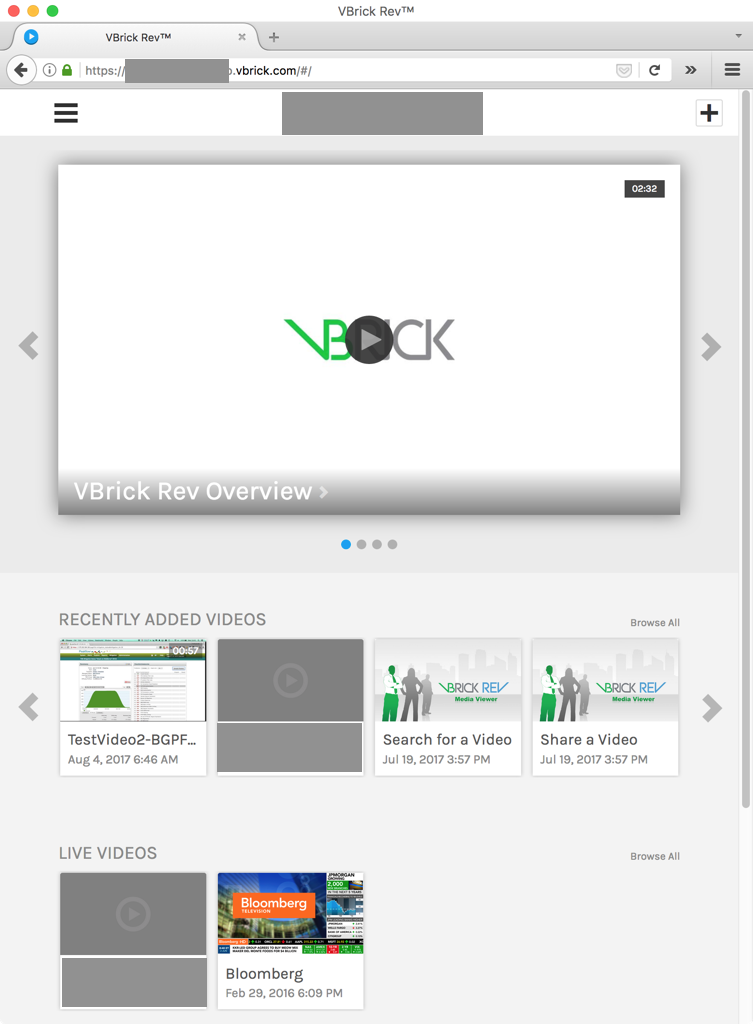 VBrick Rev™
VBrick Rev™
https://
.vbrick.com/#/
02:32
VBRICK
VBrick Rev Overview
RECENTLY ADDED VIDEOS
Browse All
00:57
VBRICK REV
Media Viewer
VBRICK REV
Media Viewer
TestVideo2-BGPF...
Search for a Video
Share a Video
Aug 4, 2017 6:46 AM
Jul 19, 2017 3:57 PM
Jul 19, 2017 3:57 PM
LIVE VIDEOS
Browse All
JPMORGAN
2,000
Bloomberg
TELEVISION
Bloomberg
Feb 29, 2016 6:09 PM